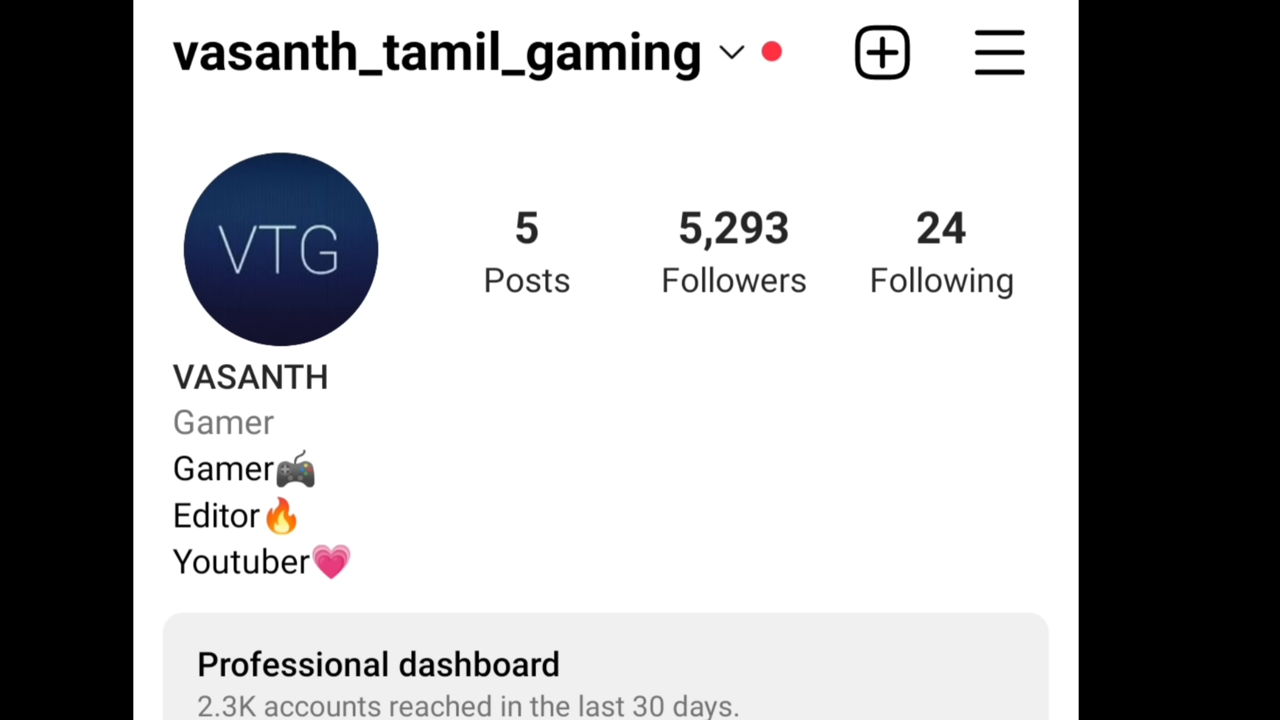 vasanth_tamil_gaming
VTG
5 5,293 24
Posts Followers Following
VASANTH
Gamer
Gamer🎮
Editor🔥
Youtuber💗
Professional dashboard
2.3K accounts reached in the last 30 days.